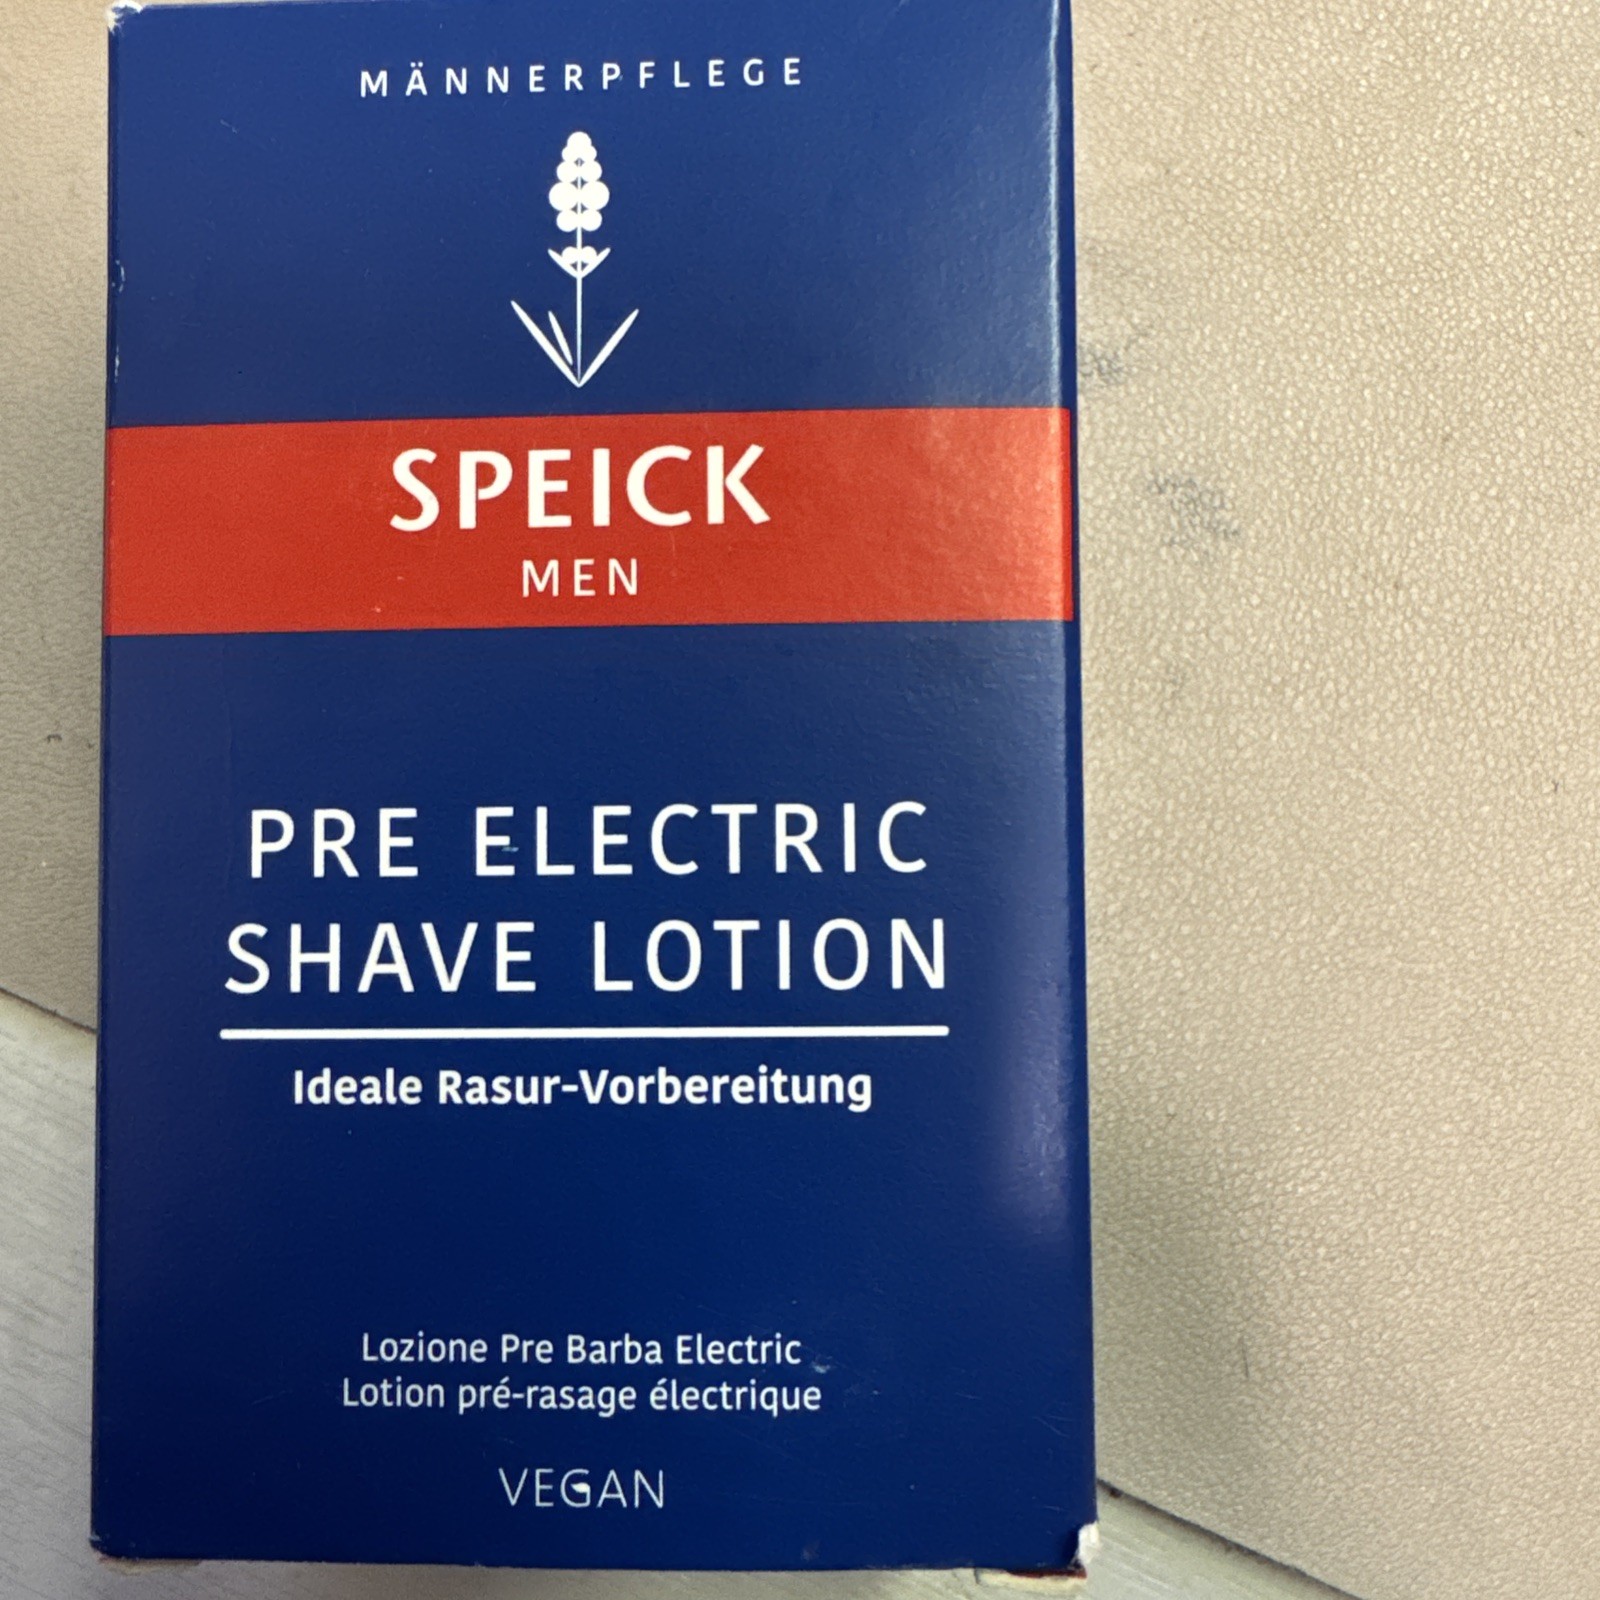 MÄNNERPFLEGE
SPEICK
MEN
PRE ELECTRIC
SHAVE LOTION
Ideale Rasur-Vorbereitung
Lozione Pre Barba Electric
Lotion pré-rasage électrique
VEGAN